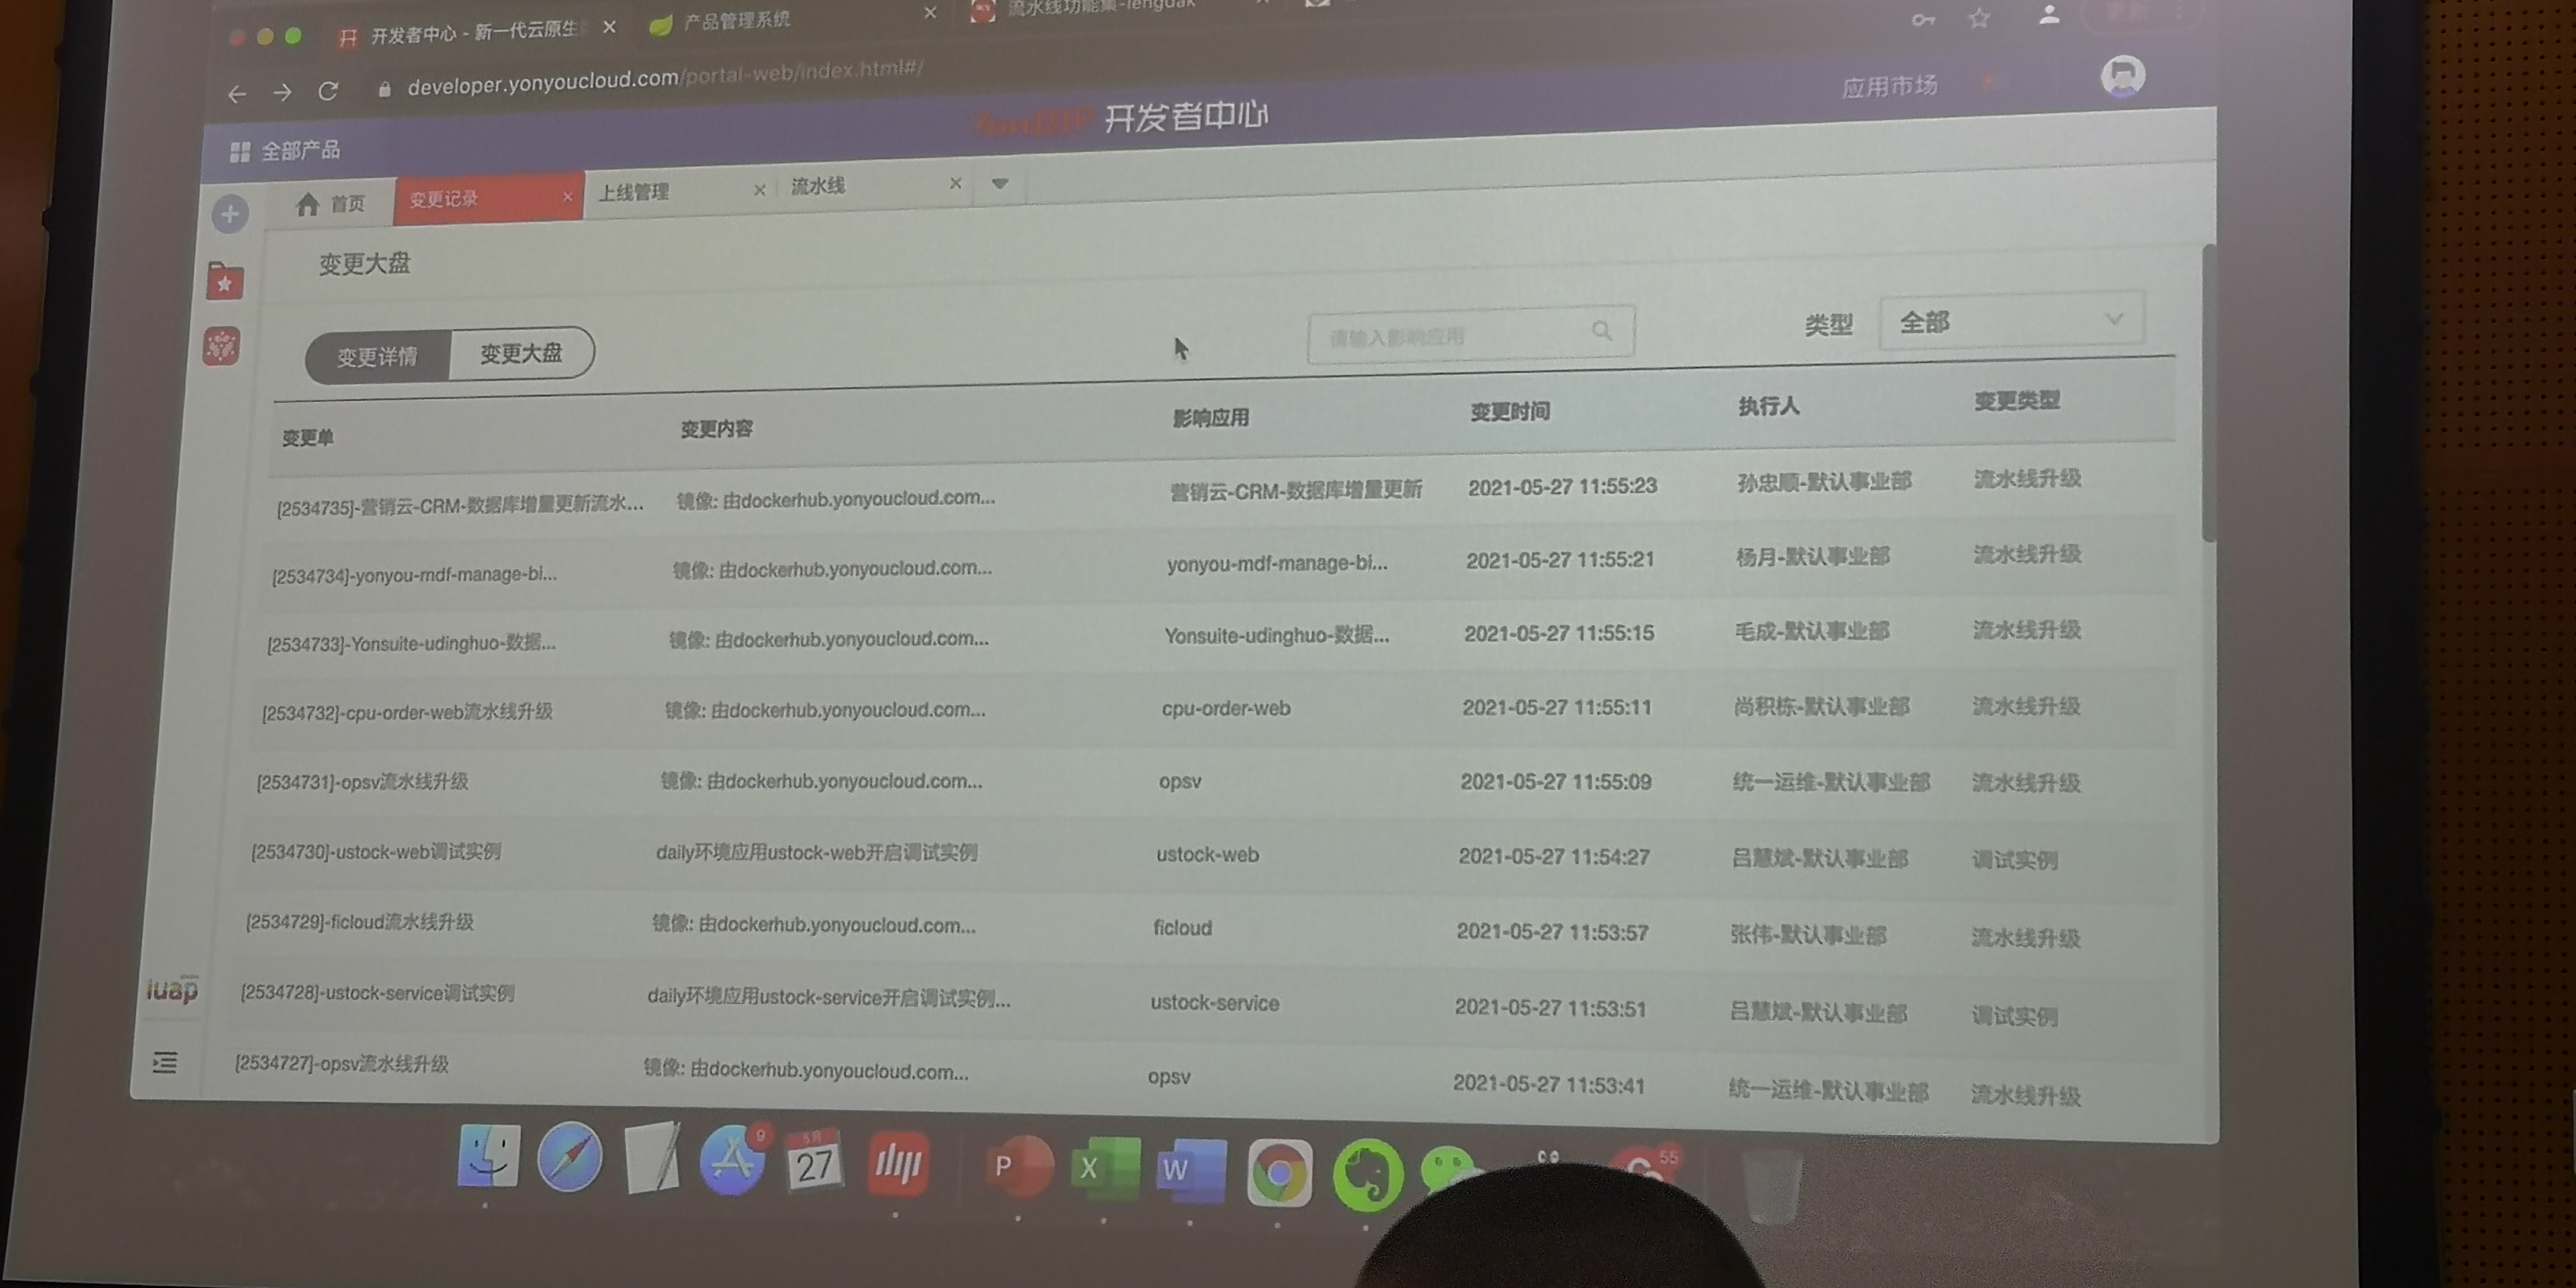 开发者中心 - 新一代云原生
产品管理系统
流水线功能集-fengdak
developer.yonyoucloud.com/portal-web/index.html#/
应用市场
开发者中心
全部产品
首页 变更记录 上线管理 流水线
变更大盘
变更详情 变更大盘 请输入影响应用 类型 全部
变更单 变更内容 影响应用 变更时间 执行人 变更类型
[2534735]-营销云-CRM-数据库增量更新流水... 镜像: 由dockerhub.yonyoucloud.com... 营销云-CRM-数据库增量更新 2021-05-27 11:55:23 孙忠顺-默认事业部 流水线升级
[2534734]-yonyou-mdf-manage-bi... 镜像: 由dockerhub.yonyoucloud.com... yonyou-mdf-manage-bi... 2021-05-27 11:55:21 杨月-默认事业部 流水线升级
[2534733]-Yonsuite-udinghuo-数据... 镜像: 由dockerhub.yonyoucloud.com... Yonsuite-udinghuo-数据... 2021-05-27 11:55:15 毛成-默认事业部 流水线升级
[2534732]-cpu-order-web流水线升级 镜像: 由dockerhub.yonyoucloud.com... cpu-order-web 2021-05-27 11:55:11 尚积栋-默认事业部 流水线升级
[2534731]-opsv流水线升级 镜像: 由dockerhub.yonyoucloud.com... opsv 2021-05-27 11:55:09 统一运维-默认事业部 流水线升级
[2534730]-ustock-web调试实例 daily环境应用ustock-web开启调试实例 ustock-web 2021-05-27 11:54:27 吕慧斌-默认事业部 调试实例
[2534729]-ficloud流水线升级 镜像: 由dockerhub.yonyoucloud.com... ficloud 2021-05-27 11:53:57 张伟-默认事业部 流水线升级
[2534728]-ustock-service调试实例 daily环境应用ustock-service开启调试实例... ustock-service 2021-05-27 11:53:51 吕慧斌-默认事业部 调试实例
[2534727]-opsv流水线升级 镜像: 由dockerhub.yonyoucloud.com... opsv 2021-05-27 11:53:41 统一运维-默认事业部 流水线升级
iuap
9
5月
27
P
X
W
55